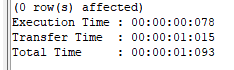 (0 row(s) affected)
Execution Time : 00:00:00:078
Transfer Time  : 00:00:01:015
Total Time     : 00:00:01:093